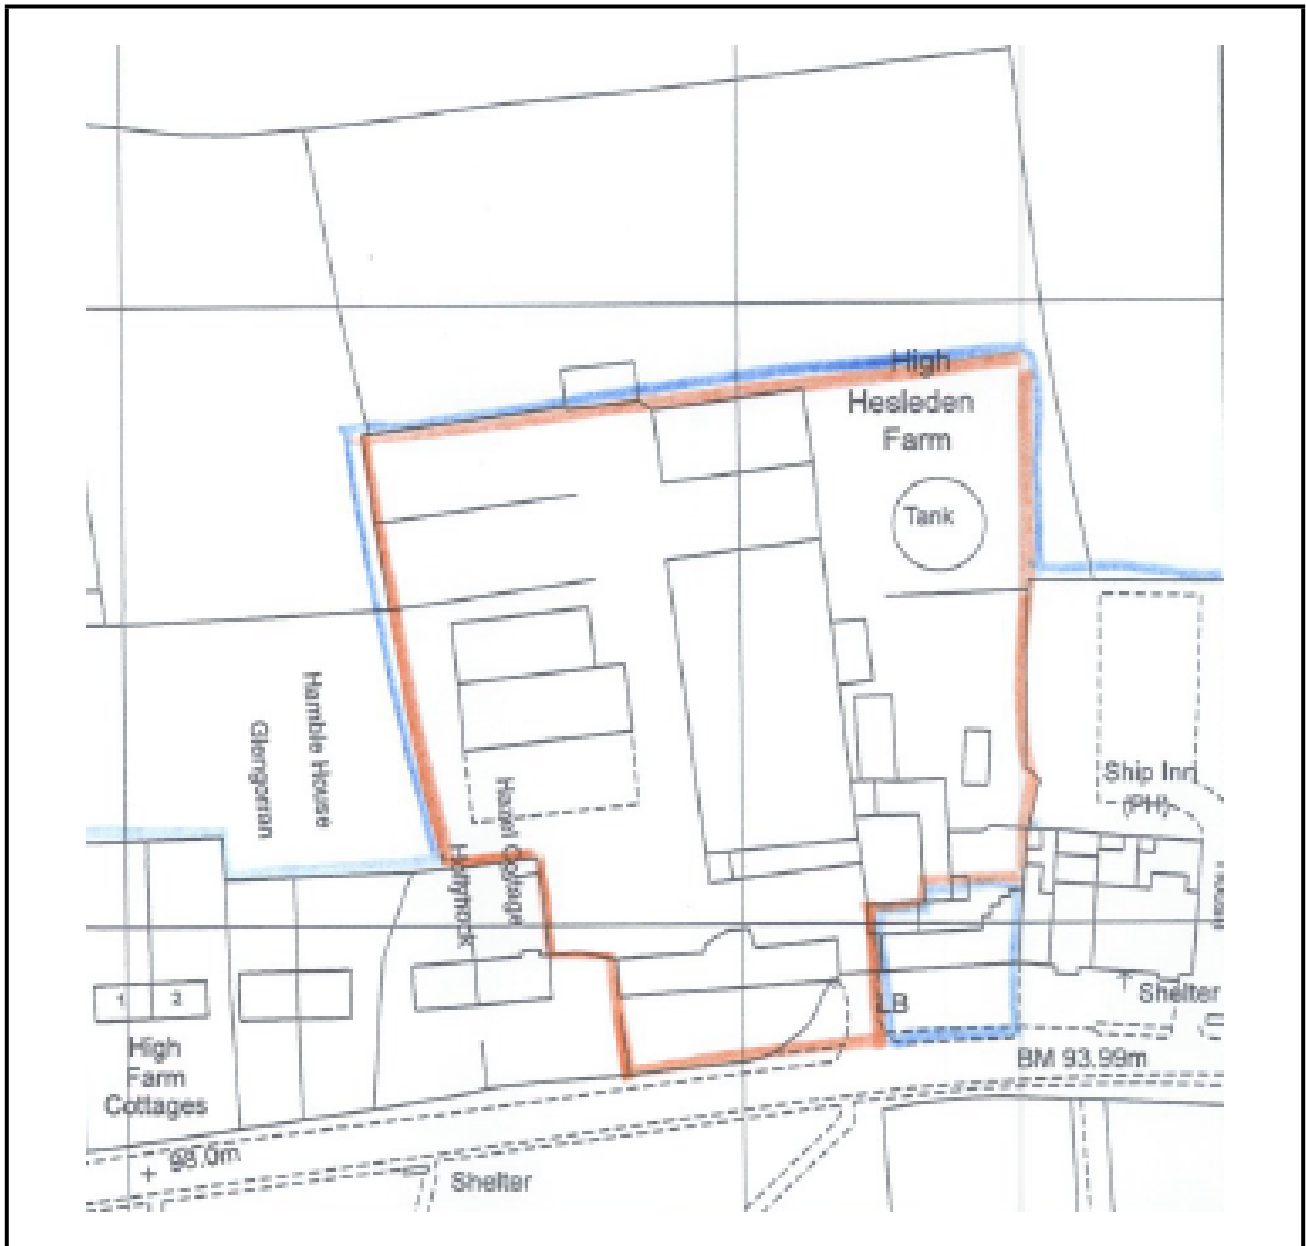 High
Hesleden
Farm
Tank
Hamble House
Glengorian
Ship Inn
(PH)
Hazel Cottage
Hollyhock
LB
Shelter
1
2
High
Farm
Cottages
BM 93.99m
98.0m
Shelter